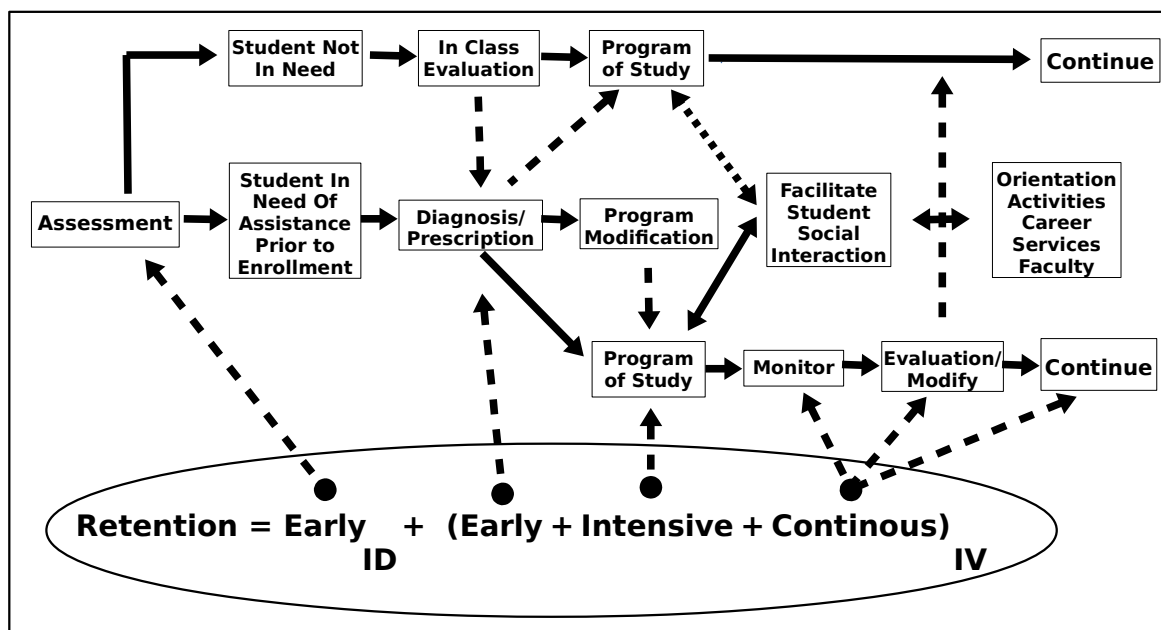 Student Not
In Need
In Class
Evaluation
Program
of Study
Continue
Assessment
Student In
Need Of
Assistance
Prior to
Enrollment
Diagnosis/
Prescription
Program
Modification
Facilitate
Student
Social
Interaction
Orientation
Activities
Career
Services
Faculty
Program
of Study
Monitor
Evaluation/
Modify
Continue
Retention = Early ID + (Early + Intensive + Continous) IV